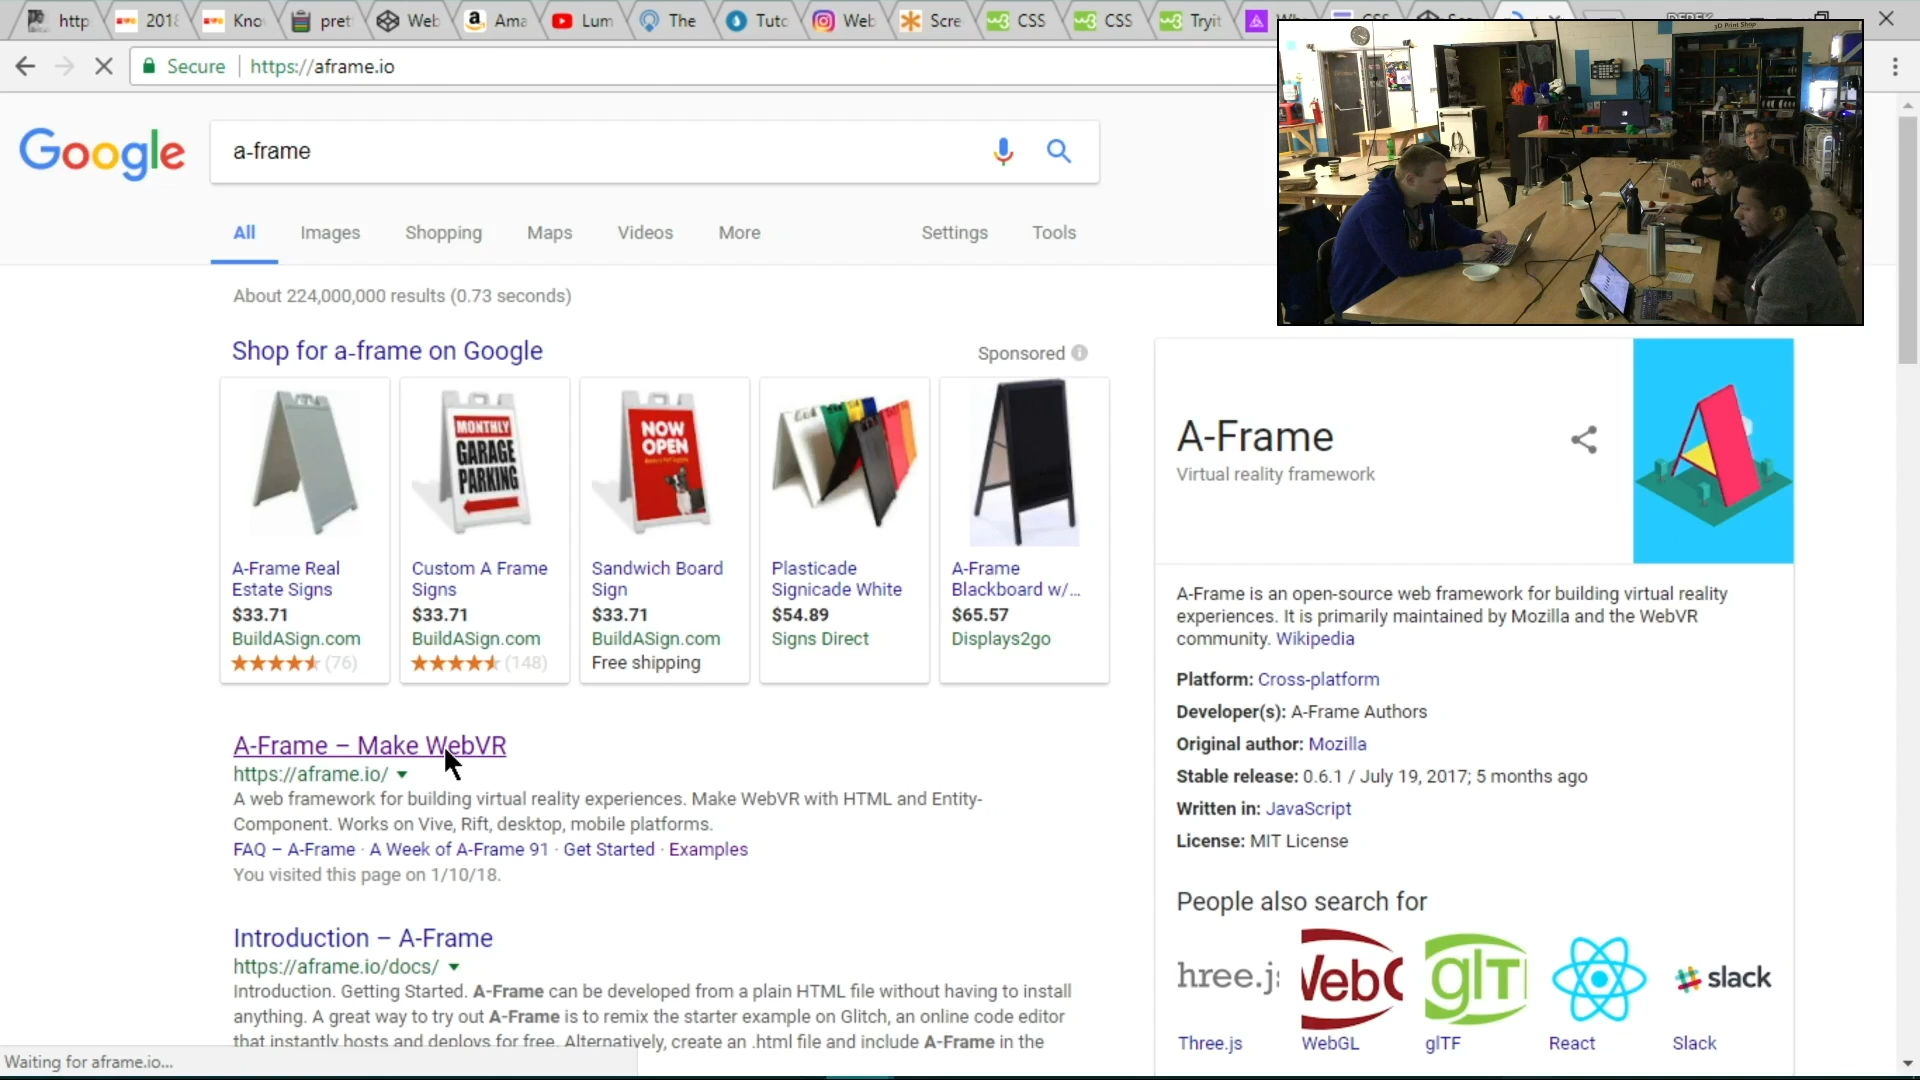 http
2018
Kno
pret
Web
Ama
Lum
The
Tuto
Web
Scre
CSS
CSS
Tryit
Secure
https://aframe.io
3D Print Shop
Google
a-frame
All
Images
Shopping
Maps
Videos
More
Settings
Tools
About 224,000,000 results (0.73 seconds)
Shop for a-frame on Google
Sponsored
MONTHLY
GARAGE
PARKING
NOW
OPEN
A-Frame Real
Estate Signs
$33.71
BuildASign.com
(76)
Custom A Frame
Signs
$33.71
BuildASign.com
(148)
Sandwich Board
Sign
$33.71
BuildASign.com
Free shipping
Plasticade
Signicade White
$54.89
Signs Direct
A-Frame
Blackboard w/...
$65.57
Displays2go
A-Frame – Make WebVR
https://aframe.io/
A web framework for building virtual reality experiences. Make WebVR with HTML and Entity-
Component. Works on Vive, Rift, desktop, mobile platforms.
FAQ – A-Frame · A Week of A-Frame 91 · Get Started · Examples
You visited this page on 1/10/18.
Introduction – A-Frame
https://aframe.io/docs/
Introduction. Getting Started. A-Frame can be developed from a plain HTML file without having to install
anything. A great way to try out A-Frame is to remix the starter example on Glitch, an online code editor
that instantly hosts and deploys for free. Alternatively, create an .html file and include A-Frame in the
Waiting for aframe.io...
A-Frame
Virtual reality framework
A-Frame is an open-source web framework for building virtual reality
experiences. It is primarily maintained by Mozilla and the WebVR
community. Wikipedia
Platform: Cross-platform
Developer(s): A-Frame Authors
Original author: Mozilla
Stable release: 0.6.1 / July 19, 2017; 5 months ago
Written in: JavaScript
License: MIT License
People also search for
hree.js
WebG
glT
slack
Three.js
WebGL
glTF
React
Slack